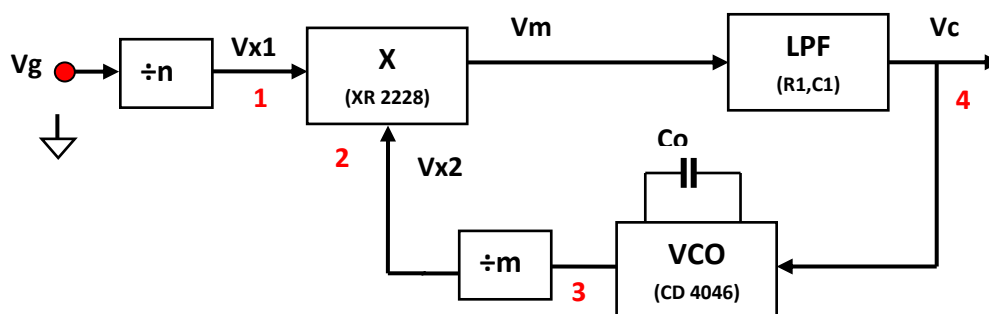 Vg
÷n
Vx1
1
X
(XR 2228)
Vm
LPF
(R1,C1)
Vc
4
2
Vx2
Co
÷m
3
VCO
(CD 4046)